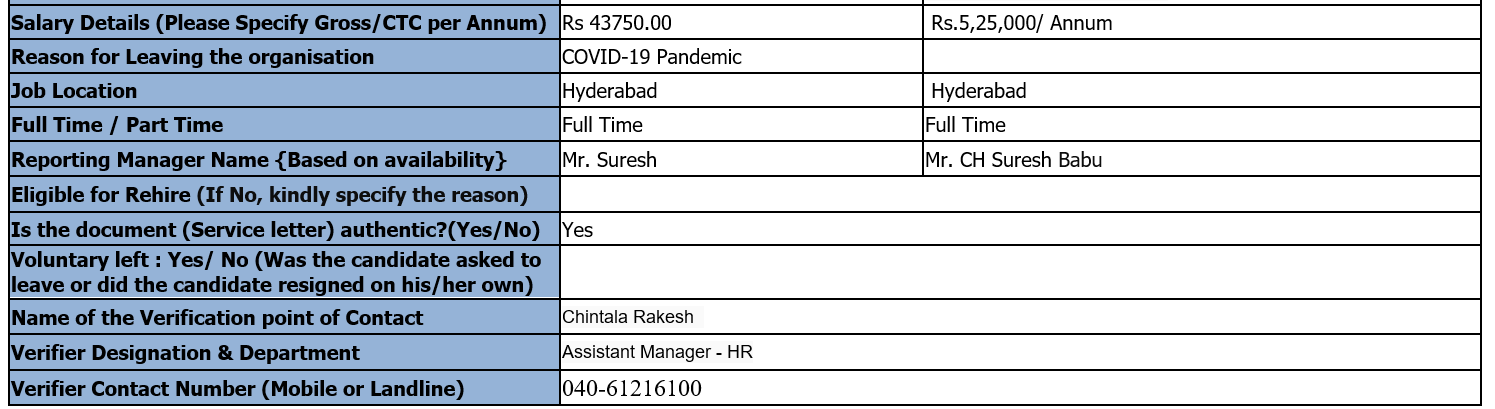 Salary Details (Please Specify Gross/CTC per Annum) Rs 43750.00 Rs.5,25,000/ Annum
Reason for Leaving the organisation COVID-19 Pandemic
Job Location Hyderabad Hyderabad
Full Time / Part Time Full Time Full Time
Reporting Manager Name {Based on availability} Mr. Suresh Mr. CH Suresh Babu
Eligible for Rehire (If No, kindly specify the reason)
Is the document (Service letter) authentic?(Yes/No) Yes
Voluntary left : Yes/ No (Was the candidate asked to
leave or did the candidate resigned on his/her own)
Name of the Verification point of Contact Chintala Rakesh
Verifier Designation & Department Assistant Manager - HR
Verifier Contact Number (Mobile or Landline) 040-61216100